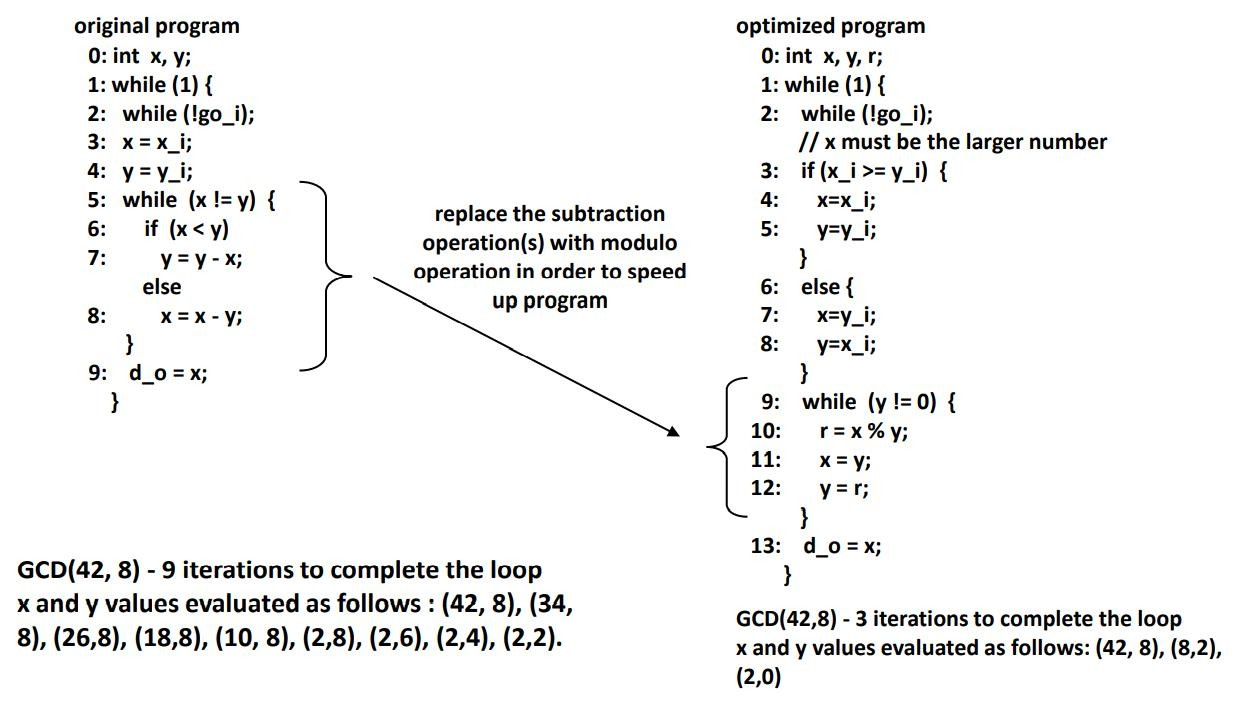 original program
0: int x, y;
1: while (1) {
2: while (!go_i);
3: x = x_i;
4: y = y_i;
5: while (x != y) {
6: if (x < y)
7: y = y - x;
else
8: x = x - y;
}
9: d_o = x;
}
replace the subtraction
operation(s) with modulo
operation in order to speed
up program
optimized program
0: int x, y, r;
1: while (1) {
2: while (!go_i);
// x must be the larger number
3: if (x_i >= y_i) {
4: x=x_i;
5: y=y_i;
}
6: else {
7: x=y_i;
8: y=x_i;
}
9: while (y != 0) {
10: r = x % y;
11: x = y;
12: y = r;
}
13: d_o = x;
}
GCD(42, 8) - 9 iterations to complete the loop
x and y values evaluated as follows : (42, 8), (34,
8), (26,8), (18,8), (10, 8), (2,8), (2,6), (2,4), (2,2).
GCD(42,8) - 3 iterations to complete the loop
x and y values evaluated as follows: (42, 8), (8,2),
(2,0)